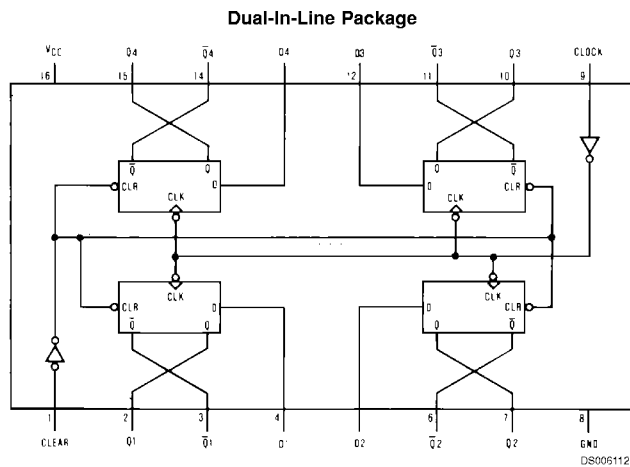 Dual-In-Line Package
VCC Q4 Q̅4 D4 D3 Q̅3 Q3 CLOCK
16 15 14 12 11 10 9
Q̅ Q Q Q̅
CLR D D CLR
CLK CLK
CLK CLK
CLR D D CLR
Q̅ Q Q Q̅
1 2 3 4 6 7 8
CLEAR Q1 Q̅1 D1 D2 Q̅2 Q2 GND
DS006112